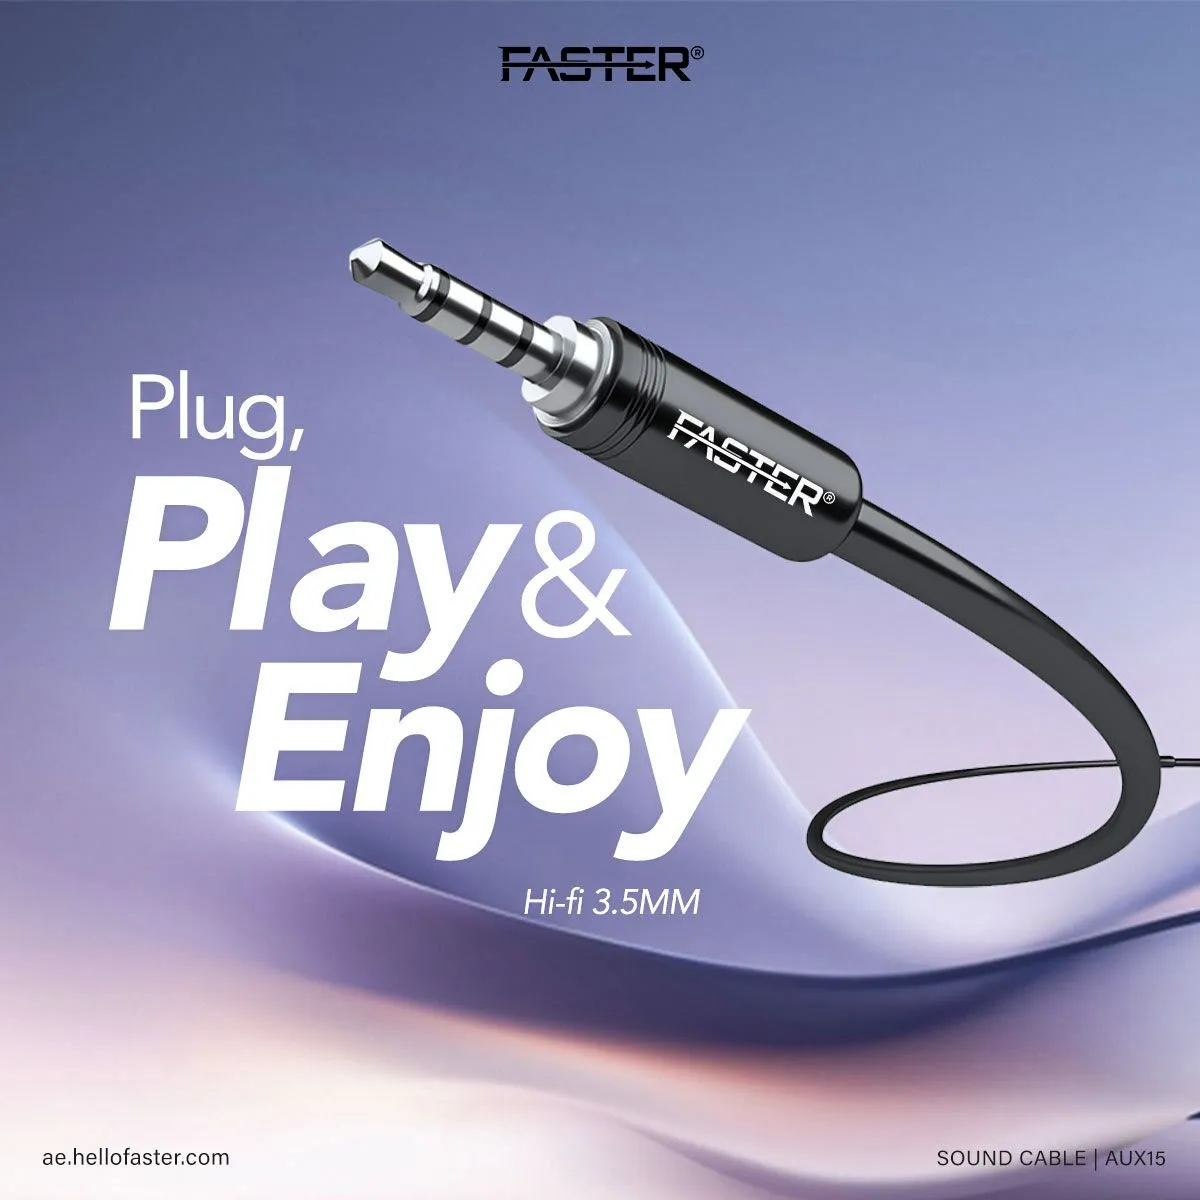 FASTER®
FASTER®
Plug,
Play &
Enjoy
Hi-fi 3.5MM
ae.hellofaster.com
SOUND CABLE | AUX15